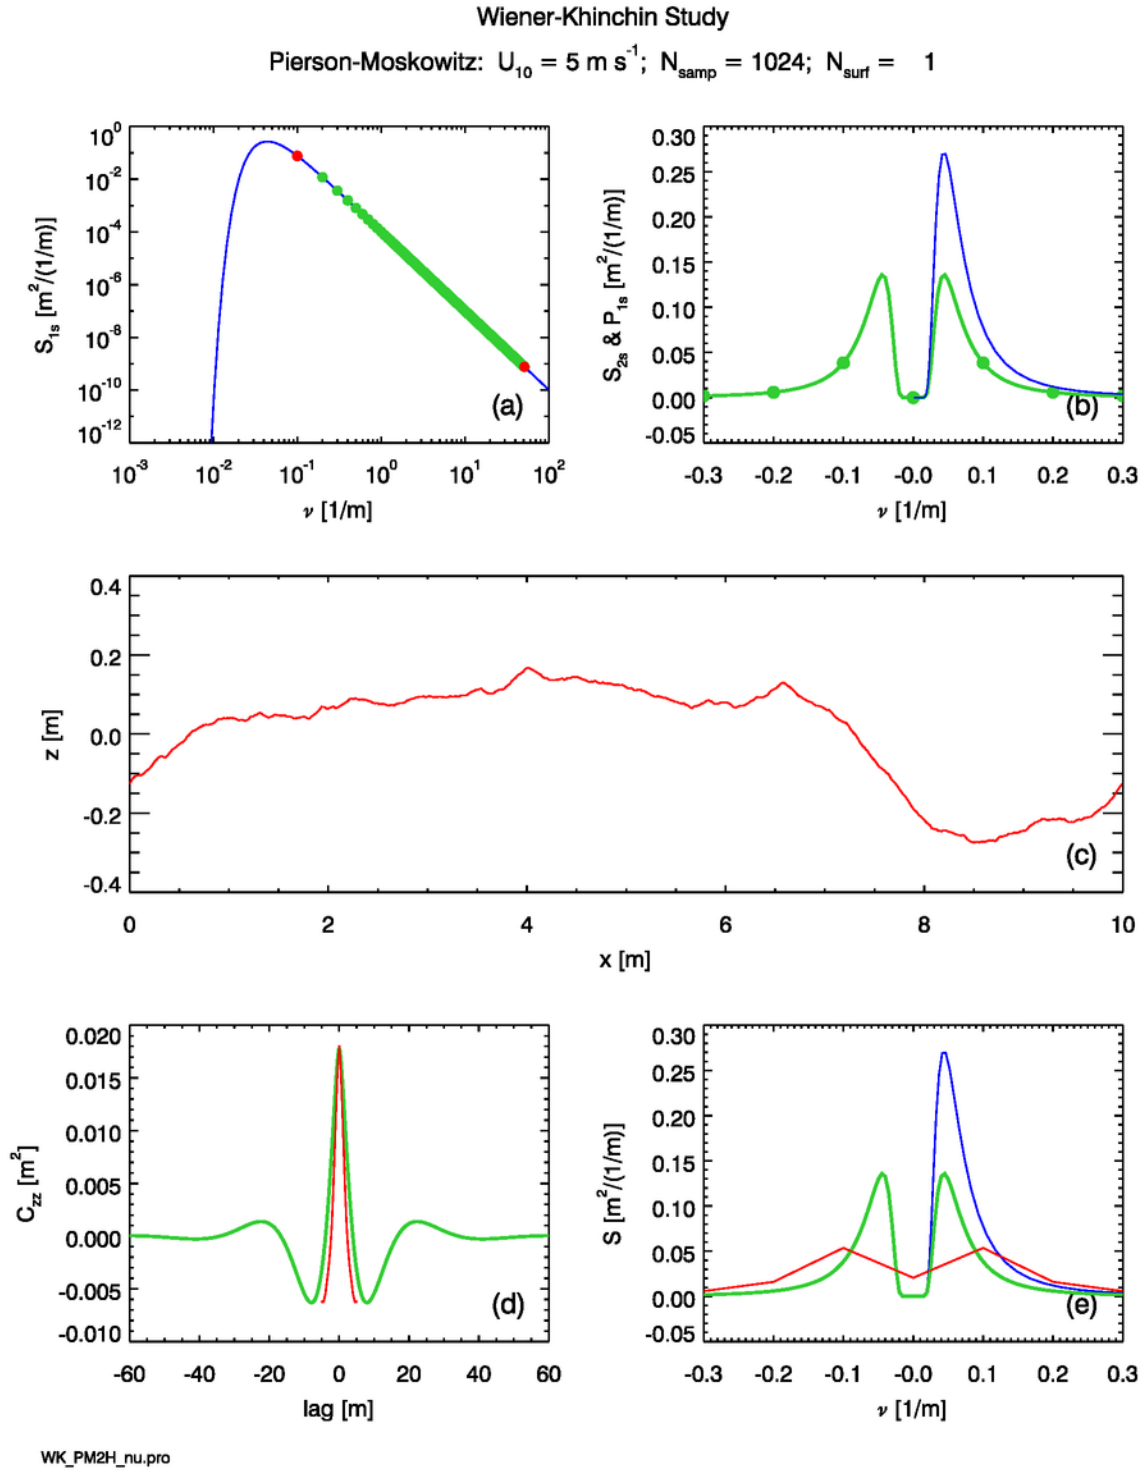 Wiener-Khinchin Study
Pierson-Moskowitz: U10 = 5 m s-1; Nsamp = 1024; Nsurf = 1
10^0
10^-2
10^-4
10^-6
10^-8
10^-10
10^-12
S1s [m^2/(1/m)]
(a)
10^-3 10^-2 10^-1 10^0 10^1 10^2
ν [1/m]
0.30
0.25
0.20
0.15
0.10
0.05
0.00
-0.05
S2s & P1s [m^2/(1/m)]
(b)
-0.3 -0.2 -0.1 -0.0 0.1 0.2 0.3
ν [1/m]
0.4
0.2
0.0
-0.2
-0.4
z [m]
(c)
0 2 4 6 8 10
x [m]
0.020
0.015
0.010
0.005
0.000
-0.005
-0.010
Czz [m^2]
(d)
-60 -40 -20 0 20 40 60
lag [m]
0.30
0.25
0.20
0.15
0.10
0.05
0.00
-0.05
S [m^2/(1/m)]
(e)
-0.3 -0.2 -0.1 -0.0 0.1 0.2 0.3
ν [1/m]
WK_PM2H_nu.pro